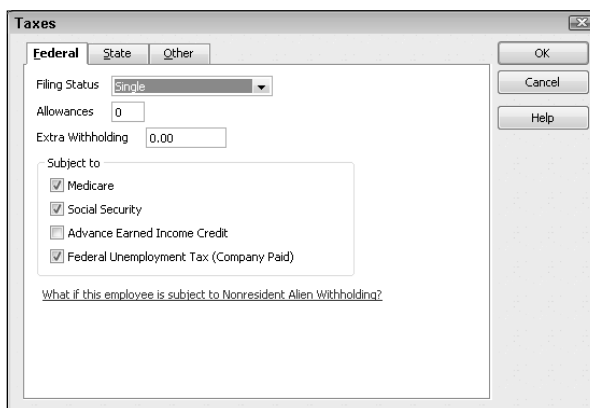 Taxes
Federal State Other
OK
Cancel
Help
Filing Status Single
Allowances 0
Extra Withholding 0.00
Subject to
Medicare
Social Security
Advance Earned Income Credit
Federal Unemployment Tax (Company Paid)
What if this employee is subject to Nonresident Alien Withholding?